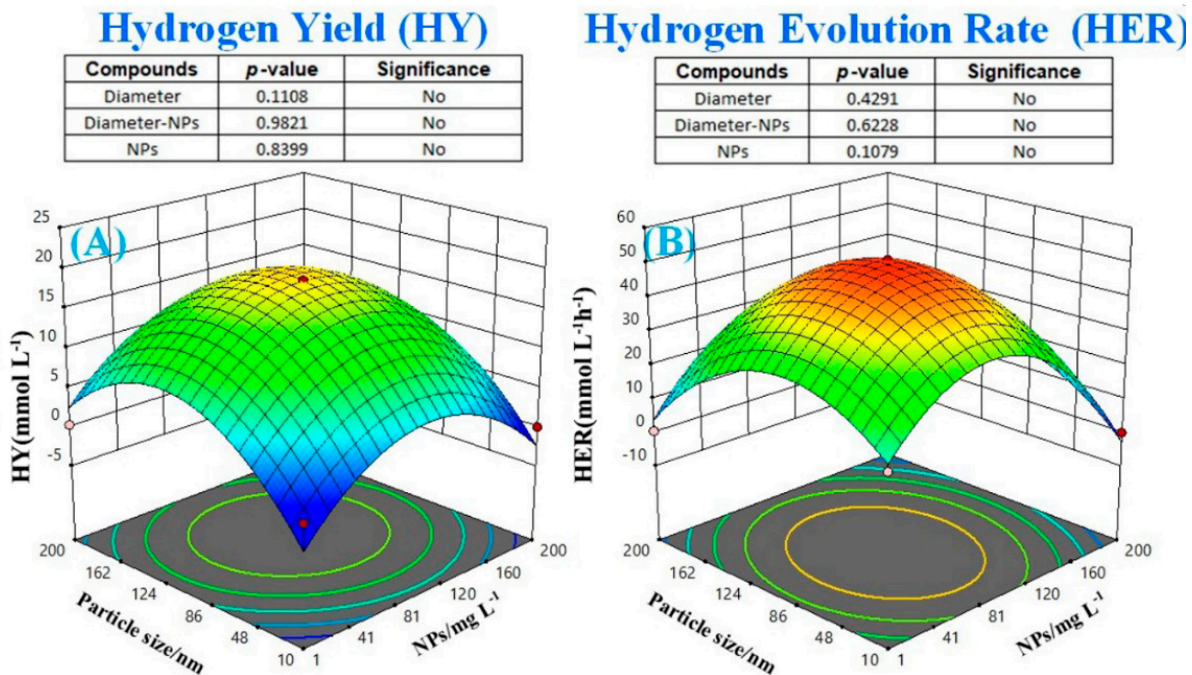 Hydrogen Yield (HY)
Compounds p-value Significance
Diameter 0.1108 No
Diameter-NPs 0.9821 No
NPs 0.8399 No
(A)
HY(mmol L-1)
25
20
15
10
5
0
-5
200
162
124
86
48
10
Particle size/nm
1
41
81
120
160
200
NPs/mg L-1
Hydrogen Evolution Rate (HER)
Compounds p-value Significance
Diameter 0.4291 No
Diameter-NPs 0.6228 No
NPs 0.1079 No
(B)
HER(mmol L-1h-1)
60
50
40
30
20
10
0
-10
200
162
124
86
48
10
Particle size/nm
1
41
81
120
160
200
NPs/mg L-1